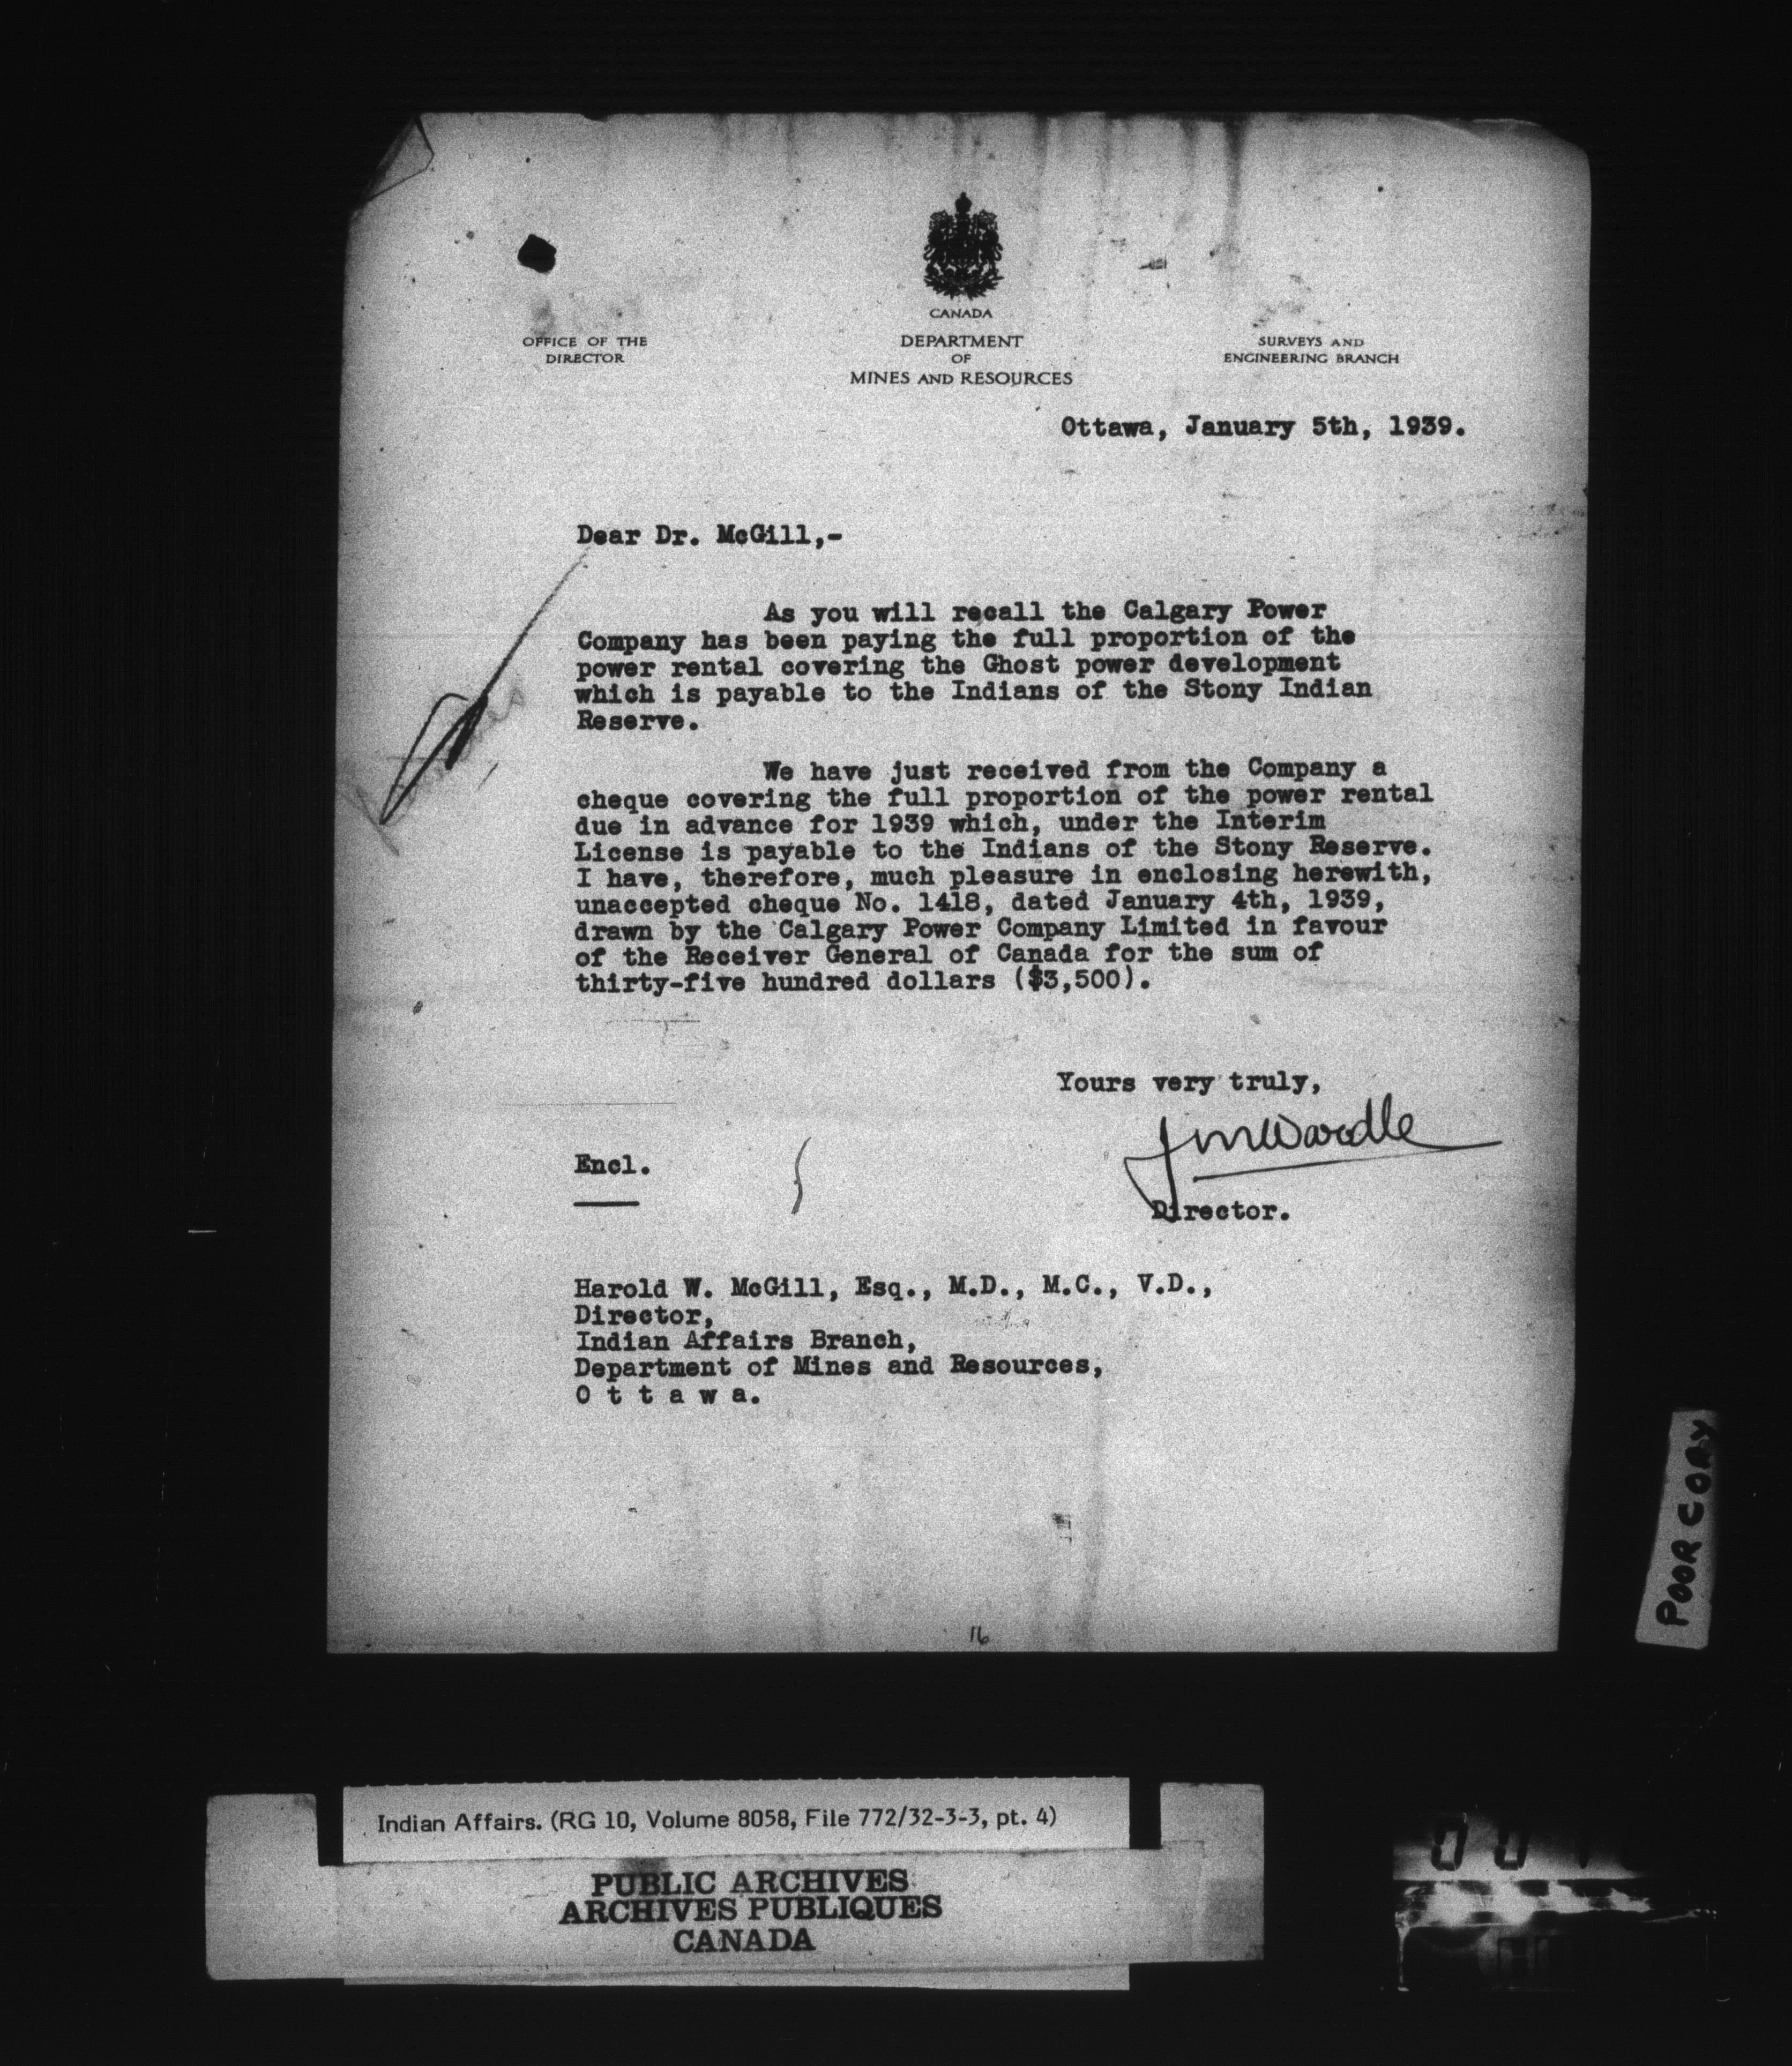 CANADA
OFFICE OF THE
DIRECTOR
DEPARTMENT
OF
MINES AND RESOURCES
SURVEYS AND
ENGINEERING BRANCH
Ottawa, January 5th, 1939.
Dear Dr. McGill,-
As you will recall the Calgary Power
Company has been paying the full proportion of the
power rental covering the Ghost power development
which is payable to the Indians of the Stony Indian
Reserve.
We have just received from the Company a
cheque covering the full proportion of the power rental
due in advance for 1939 which, under the Interim
License is payable to the Indians of the Stony Reserve.
I have, therefore, much pleasure in enclosing herewith,
unaccepted cheque No. 1418, dated January 4th, 1939,
drawn by the Calgary Power Company Limited in favour
of the Receiver General of Canada for the sum of
thirty-five hundred dollars ($3,500).
Yours very truly,
JMWardle
Encl.
Director.
Harold W. McGill, Esq., M.D., M.C., V.D.,
Director,
Indian Affairs Branch,
Department of Mines and Resources,
O t t a w a.
16
POOR COPY
Indian Affairs. (RG 10, Volume 8058, File 772/32-3-3, pt. 4)
PUBLIC ARCHIVES
ARCHIVES PUBLIQUES
CANADA